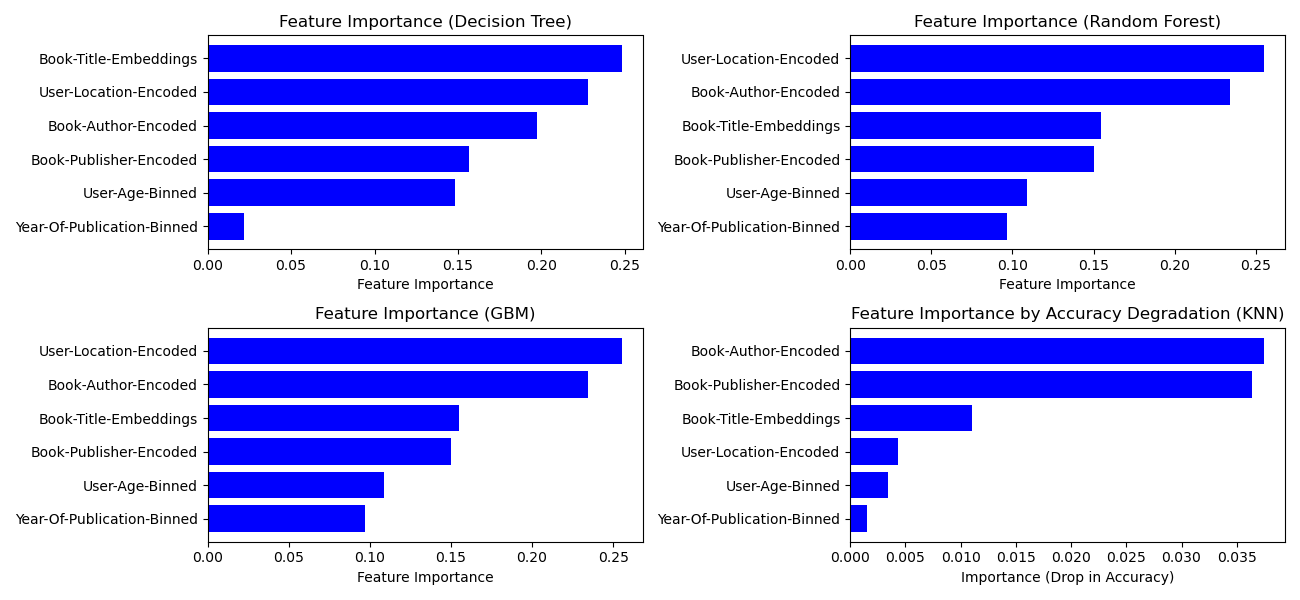 Feature Importance (Decision Tree)
Book-Title-Embeddings
User-Location-Encoded
Book-Author-Encoded
Book-Publisher-Encoded
User-Age-Binned
Year-Of-Publication-Binned
0.00 0.05 0.10 0.15 0.20 0.25
Feature Importance
Feature Importance (Random Forest)
User-Location-Encoded
Book-Author-Encoded
Book-Title-Embeddings
Book-Publisher-Encoded
User-Age-Binned
Year-Of-Publication-Binned
0.00 0.05 0.10 0.15 0.20 0.25
Feature Importance
Feature Importance (GBM)
User-Location-Encoded
Book-Author-Encoded
Book-Title-Embeddings
Book-Publisher-Encoded
User-Age-Binned
Year-Of-Publication-Binned
0.00 0.05 0.10 0.15 0.20 0.25
Feature Importance
Feature Importance by Accuracy Degradation (KNN)
Book-Author-Encoded
Book-Publisher-Encoded
Book-Title-Embeddings
User-Location-Encoded
User-Age-Binned
Year-Of-Publication-Binned
0.000 0.005 0.010 0.015 0.020 0.025 0.030 0.035
Importance (Drop in Accuracy)